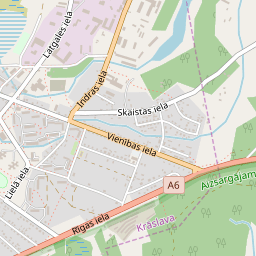 Latgales iela
Indras iela
Skaistas iela
Vienības iela
Lielā iela
A6
Aizsargājam
Rīgas iela
Krāslava